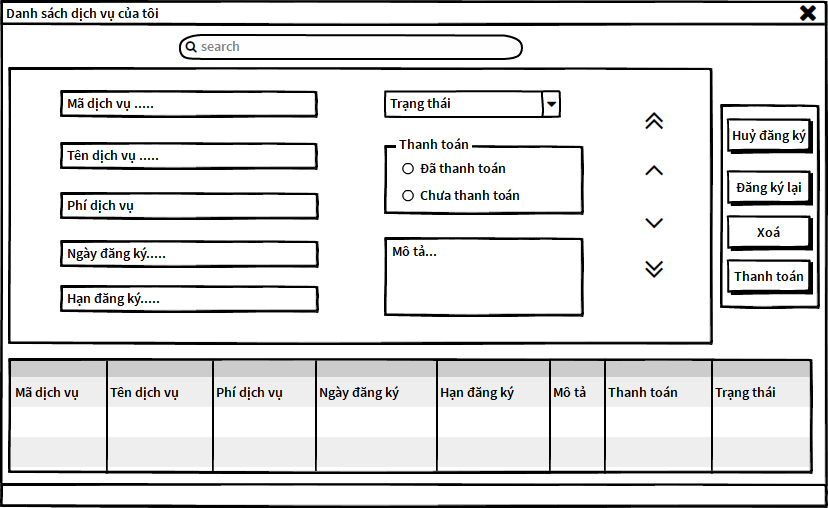 Danh sách dịch vụ của tôi
search
Mã dịch vụ .....
Trạng thái
Tên dịch vụ .....
Thanh toán
Đã thanh toán
Chưa thanh toán
Phí dịch vụ
Ngày đăng ký.....
Mô tả...
Hạn đăng ký.....
Huỷ đăng ký
Đăng ký lại
Xoá
Thanh toán
Mã dịch vụ Tên dịch vụ Phí dịch vụ Ngày đăng ký Hạn đăng ký Mô tả Thanh toán Trạng thái